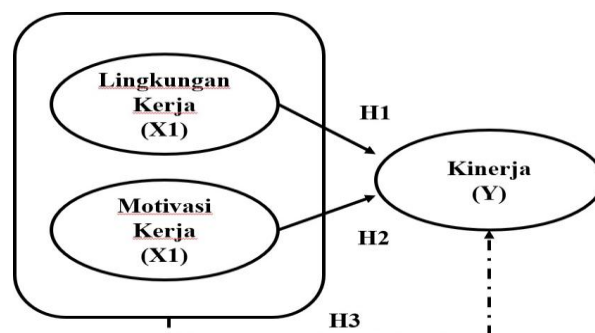 Lingkungan
Kerja
(X1)
H1
Kinerja
(Y)
Motivasi
Kerja
(X1)
H2
H3